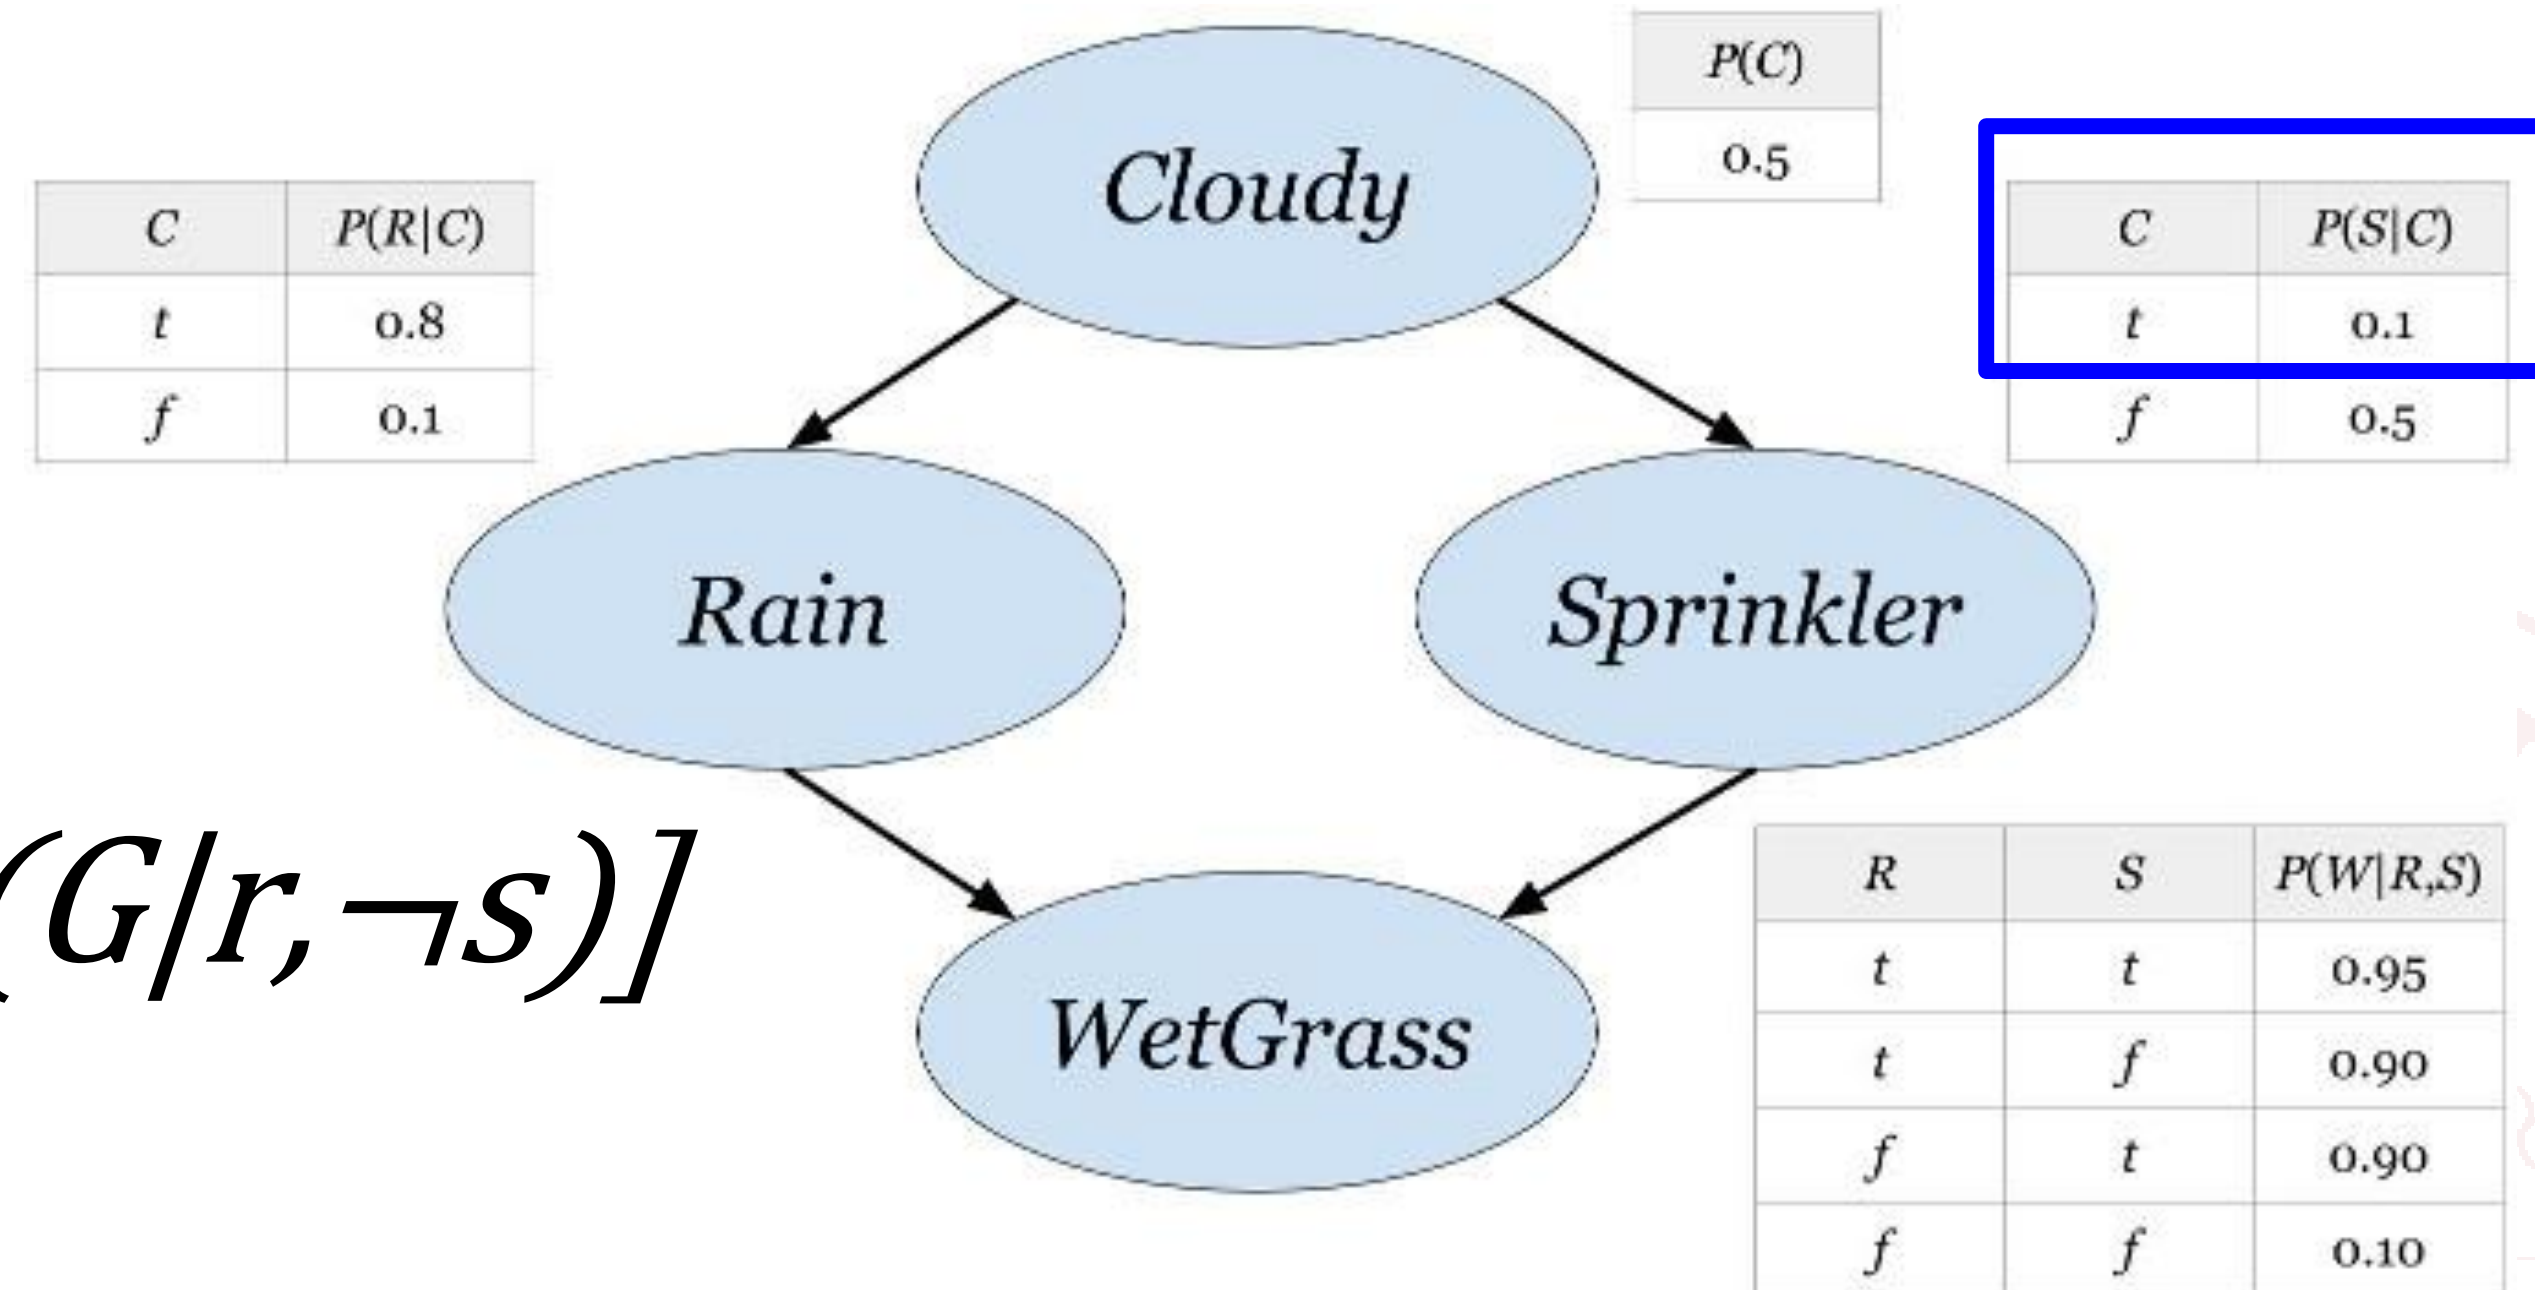 P(C)
0.5
Cloudy
C P(R|C)
t 0.8
f 0.1
C P(S|C)
t 0.1
f 0.5
Rain
Sprinkler
(G|r,¬s)]
WetGrass
R S P(W|R,S)
t t 0.95
t f 0.90
f t 0.90
f f 0.10